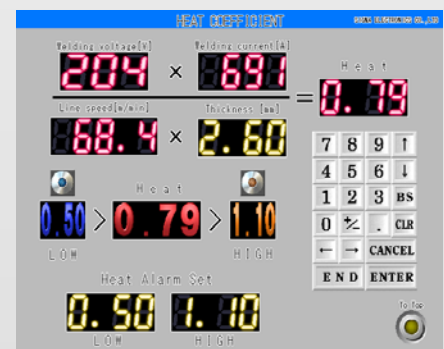 HEAT COEFFICIENT
Welding voltage[V] Welding current[A]
204 × 691
Heat
= 0.79
Line speed[m/min] Thickness [mm]
68.4 × 2.60
7 8 9 ↑
4 5 6 ↓
1 2 3 BS
0 +/- . CLR
← → CANCEL
END ENTER
Heat
0.50 > 0.79 > 1.10
LOW HIGH
Heat Alarm Set
0.50 1.10
LOW HIGH
To Top